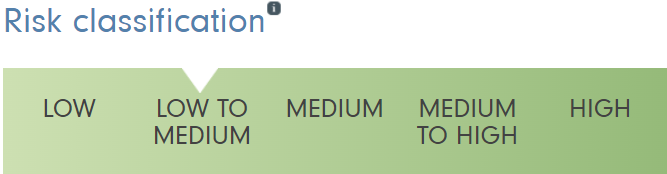 Risk classification i
LOW LOW TO MEDIUM MEDIUM HIGH
MEDIUM TO HIGH